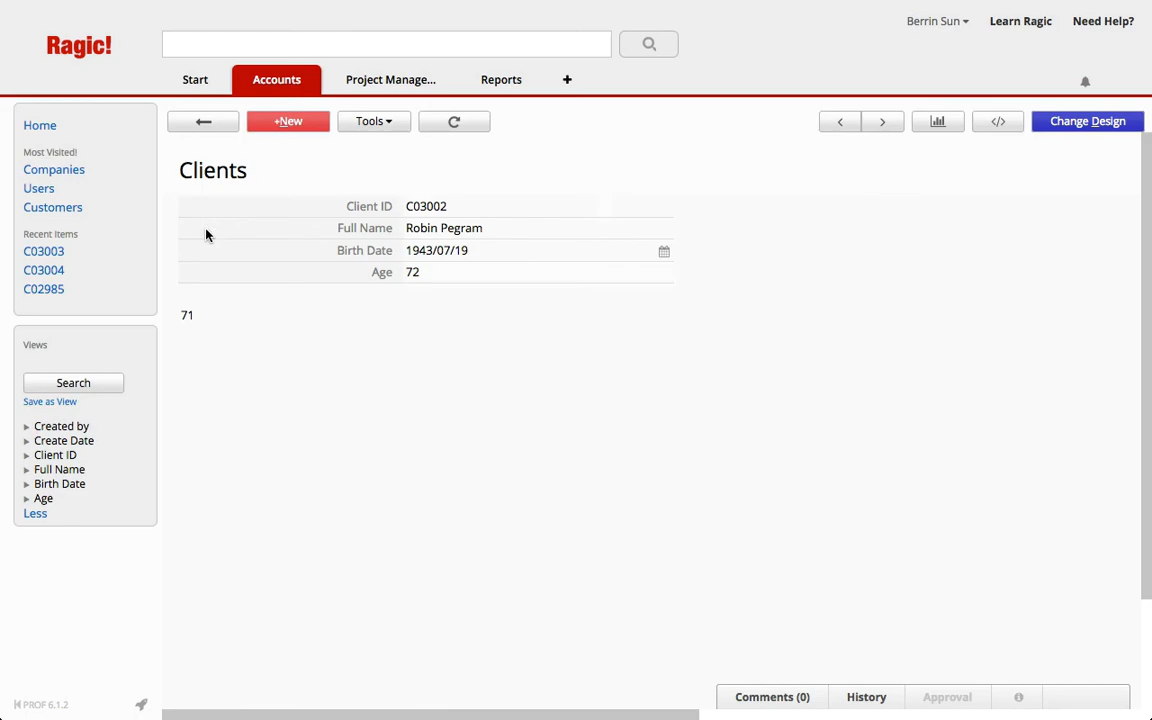 Berrin Sun
Learn Ragic
Need Help?
Ragic!
Start
Accounts
Project Manage...
Reports
+
Home
Most Visited!
Companies
Users
Customers
Recent Items
C03003
C03004
C02985
Views
Search
Save as View
Created by
Create Date
Client ID
Full Name
Birth Date
Age
Less
PROF 6.1.2
+New
Tools
</>
Change Design
Clients
Client ID C03002
Full Name Robin Pegram
Birth Date 1943/07/19
Age 72
71
Comments (0)
History
Approval